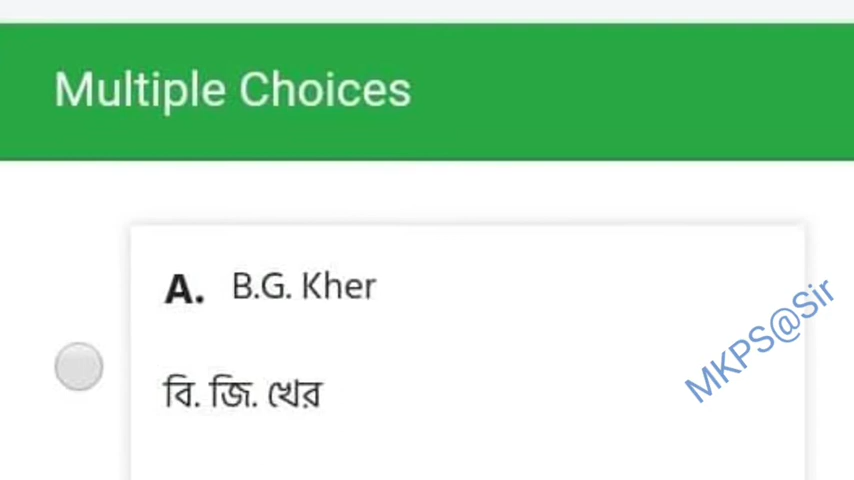 Multiple Choices
A. B.G. Kher
MKPS@Sir
বি. জি. খের